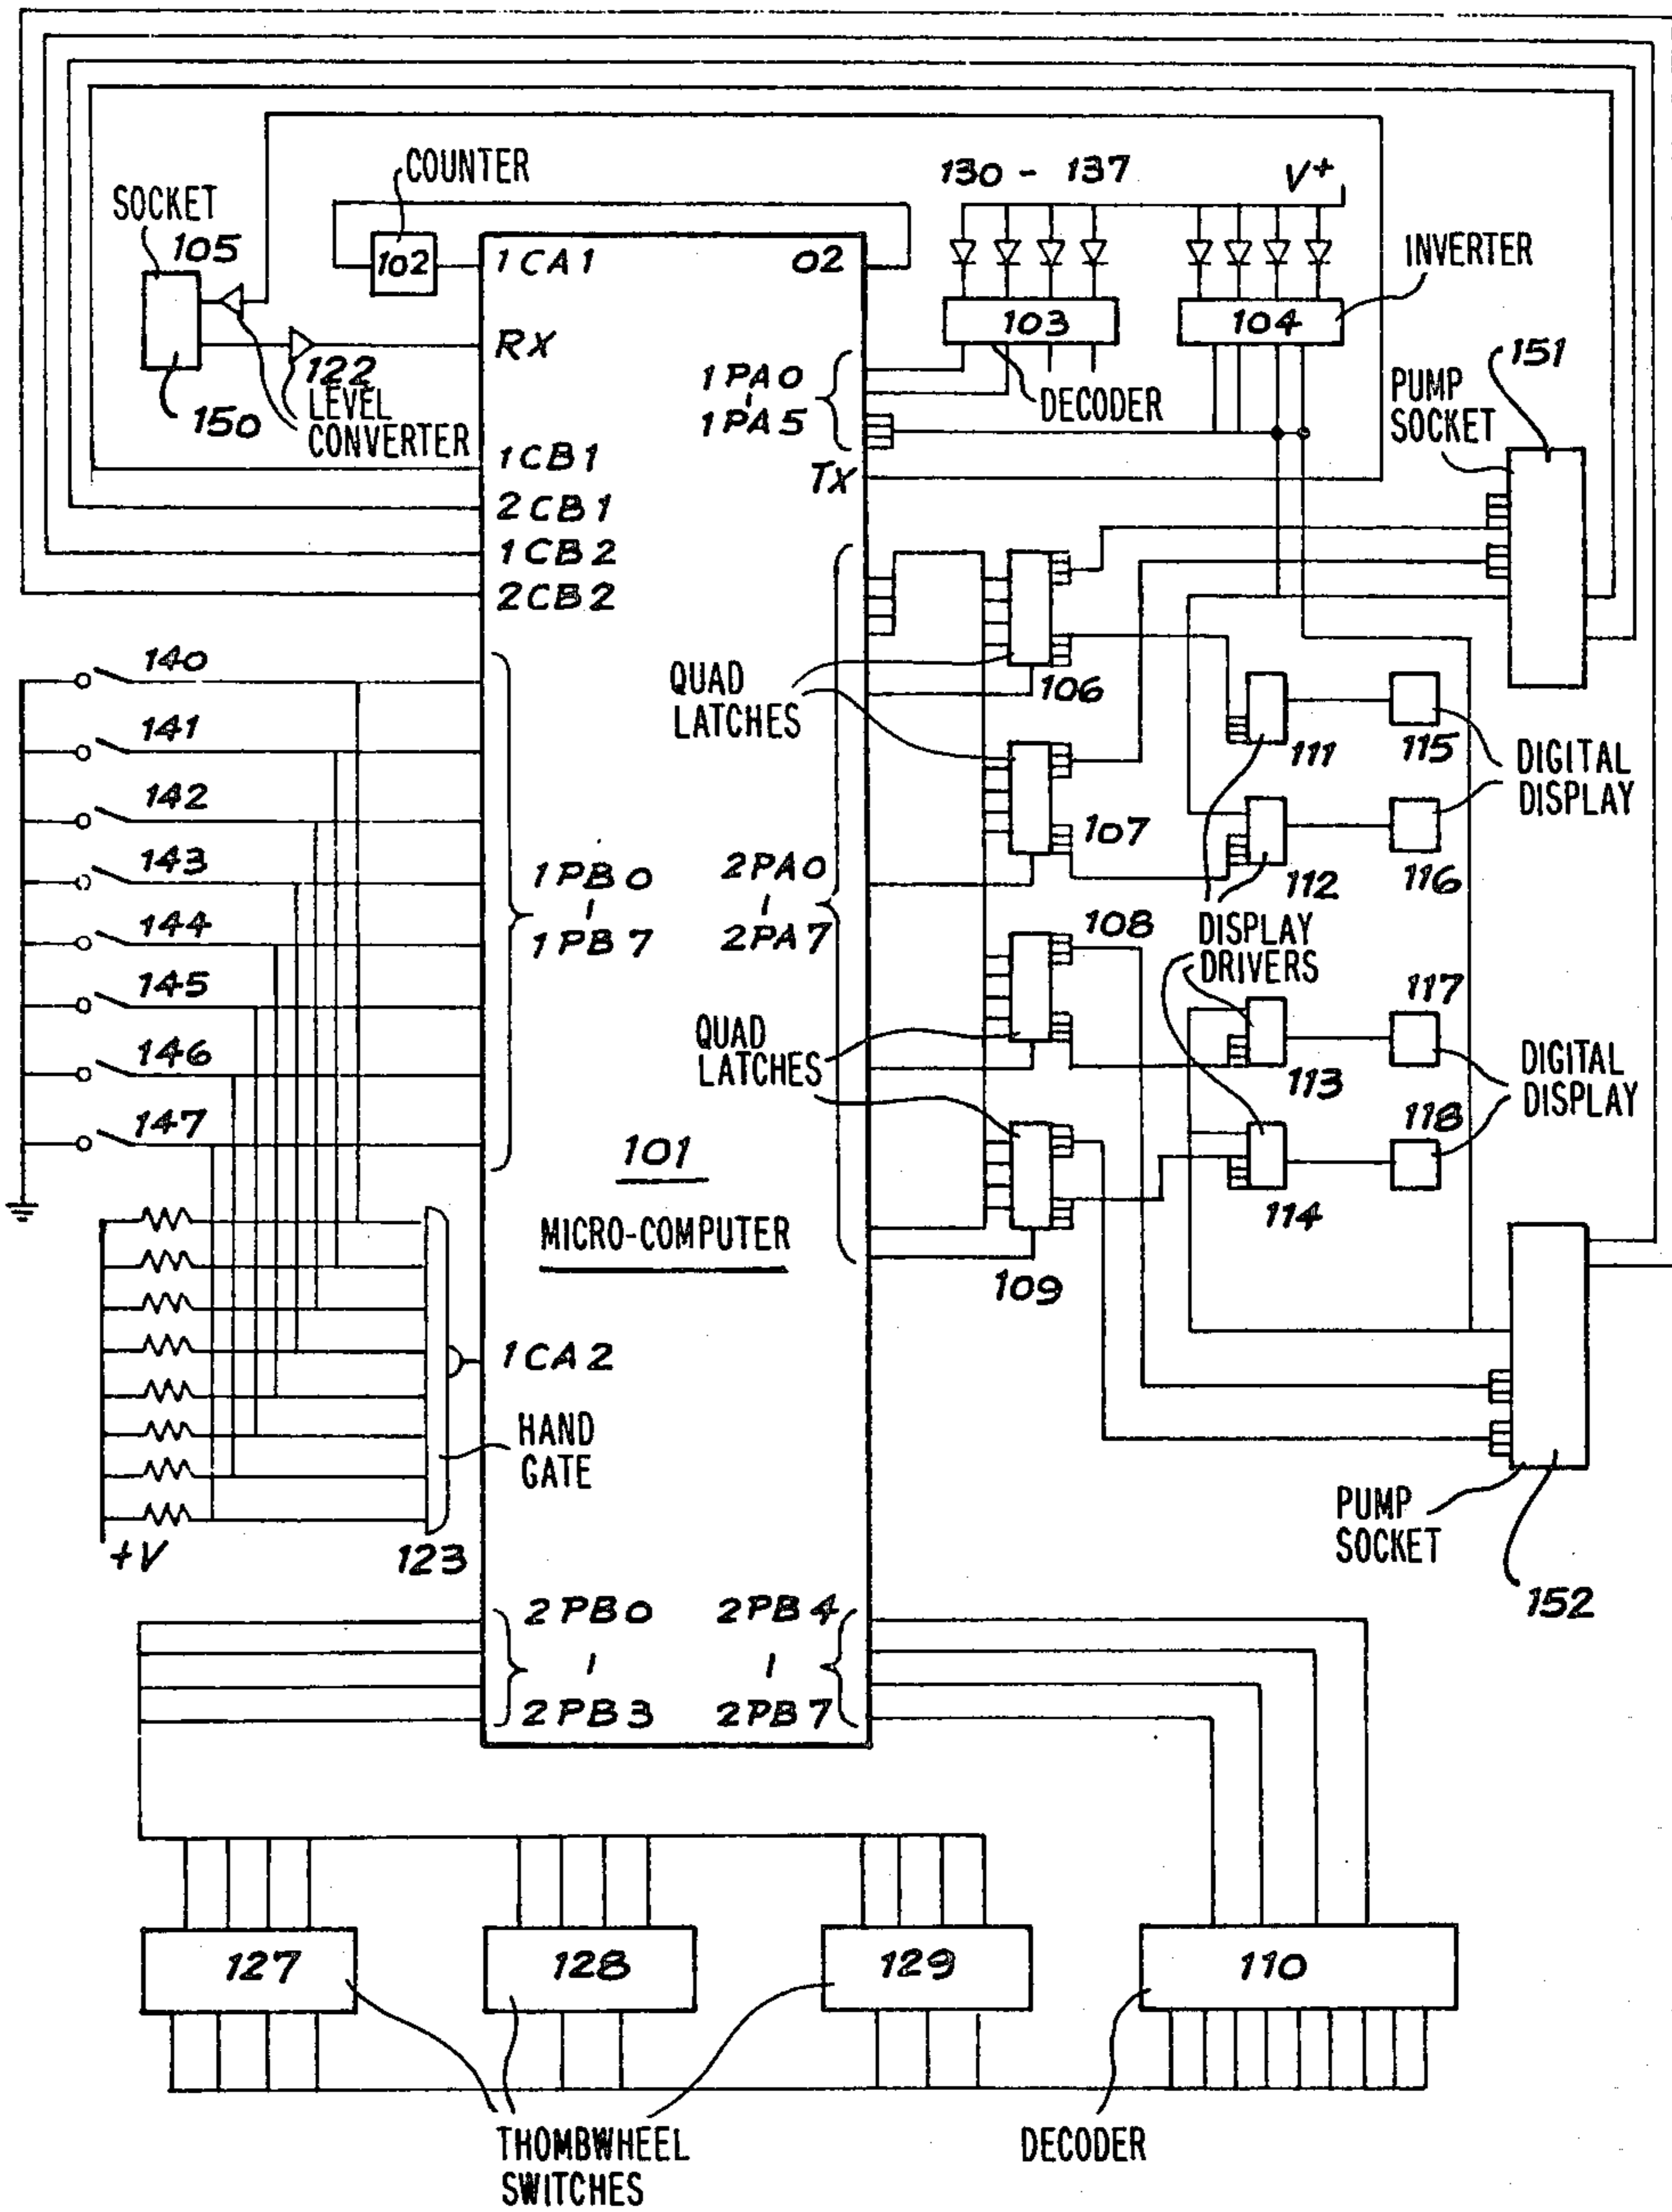 COUNTER
130 - 137
V+
SOCKET
105
102
1CA1
02
INVERTER
103
104
RX
122
LEVEL
CONVERTER
150
1PA0
1PA5
DECODER
151
PUMP
SOCKET
TX
1CB1
2CB1
1CB2
2CB2
140
141
142
143
144
145
146
147
QUAD
LATCHES
106
111
115
DIGITAL
DISPLAY
107
112
116
1PB0
1PB7
2PA0
2PA7
108
DISPLAY
DRIVERS
117
QUAD
LATCHES
113
DIGITAL
DISPLAY
118
101
MICRO-COMPUTER
114
109
1CA2
HAND
GATE
+V
123
PUMP
SOCKET
152
2PB0
2PB3
2PB4
2PB7
127
128
129
110
THOMBWHEEL
SWITCHES
DECODER